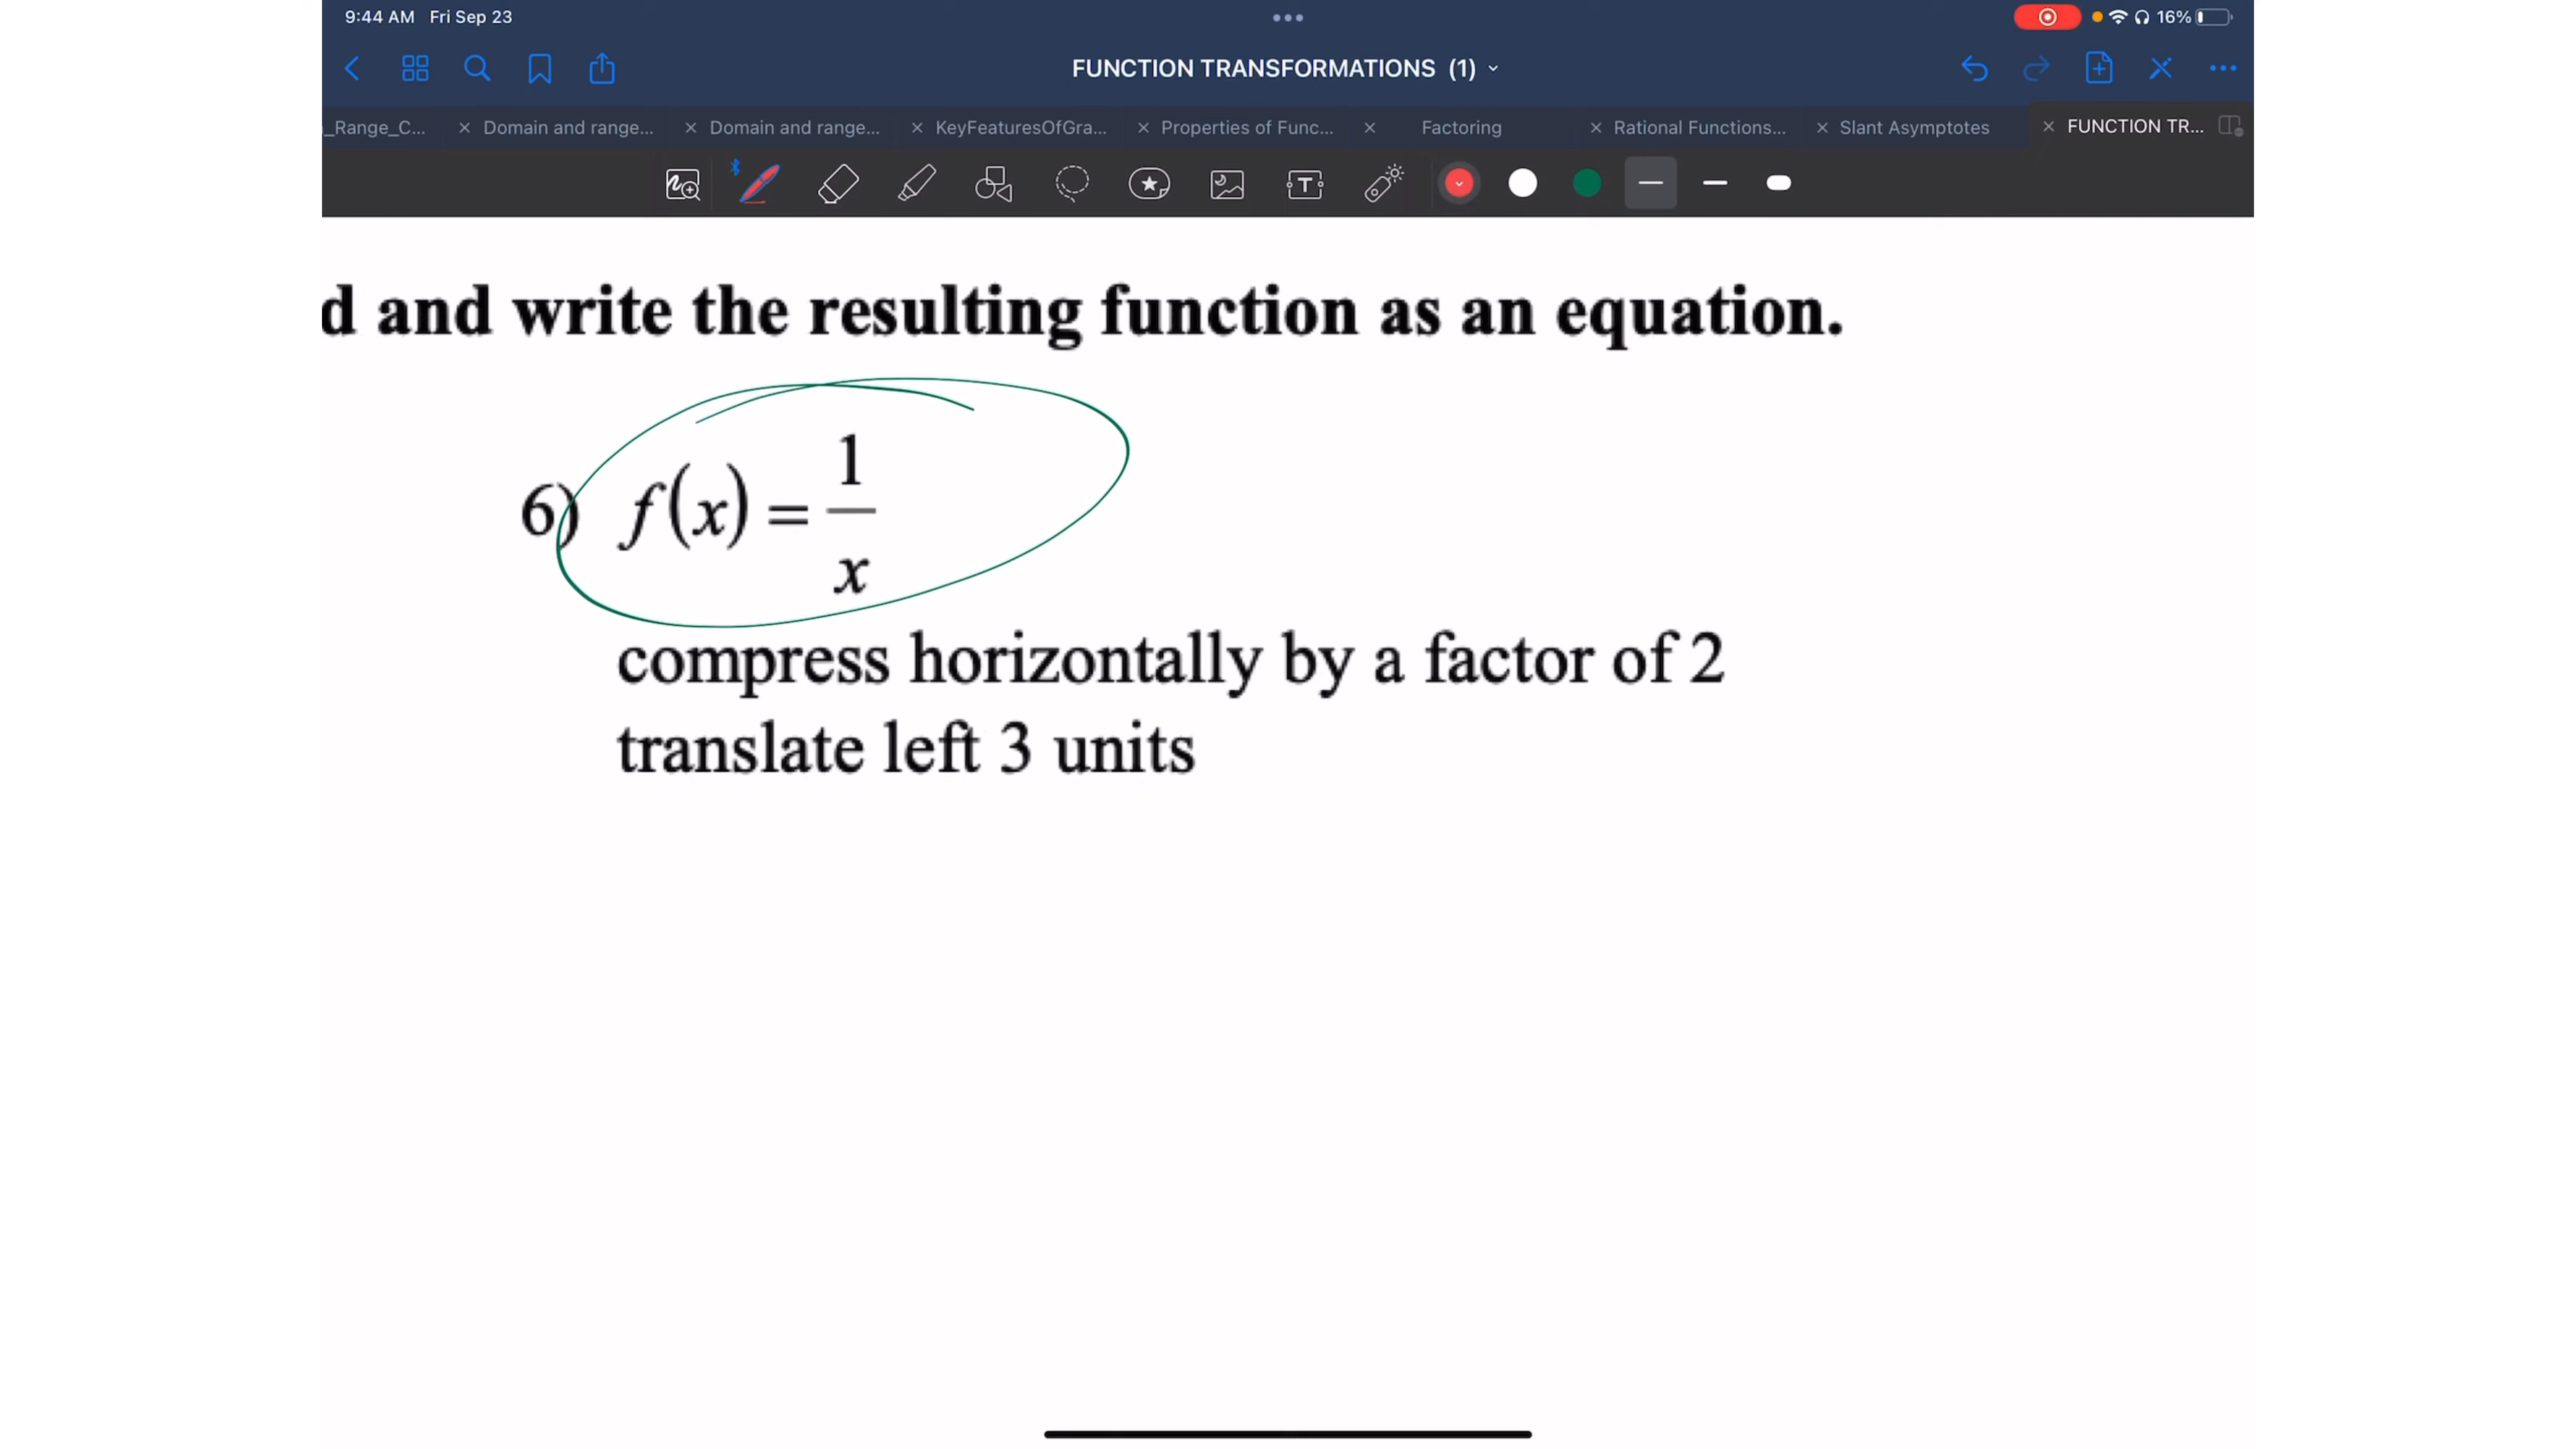 9:44 AM Fri Sep 23
16%
FUNCTION TRANSFORMATIONS (1)
_Range_C... Domain and range... Domain and range... KeyFeaturesOfGra... Properties of Func... Factoring Rational Functions... Slant Asymptotes FUNCTION TR...
T
d and write the resulting function as an equation.
6) f(x) = 1/x
compress horizontally by a factor of 2
translate left 3 units